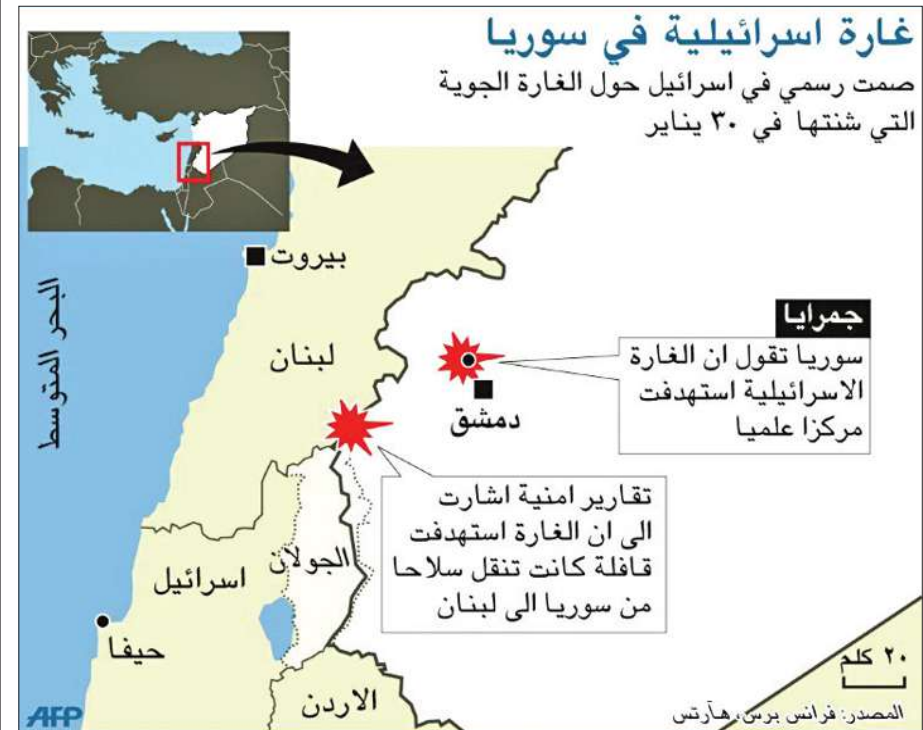 غارة اسرائيلية في سوريا
صمت رسمي في اسرائيل حول الغارة الجوية
التي شنتها في ٣٠ يناير
بيروت
البحر المتوسط
لبنان
جمرايا
سوريا تقول ان الغارة
الاسرائيلية استهدفت
مركزا علميا
دمشق
تقارير امنية اشارت
الى ان الغارة استهدفت
قافلة كانت تنقل سلاحا
من سوريا الى لبنان
الجولان
اسرائيل
حيفا
الاردن
٢٠ كلم
المصدر: فرانس برس، هآرتس
AFP